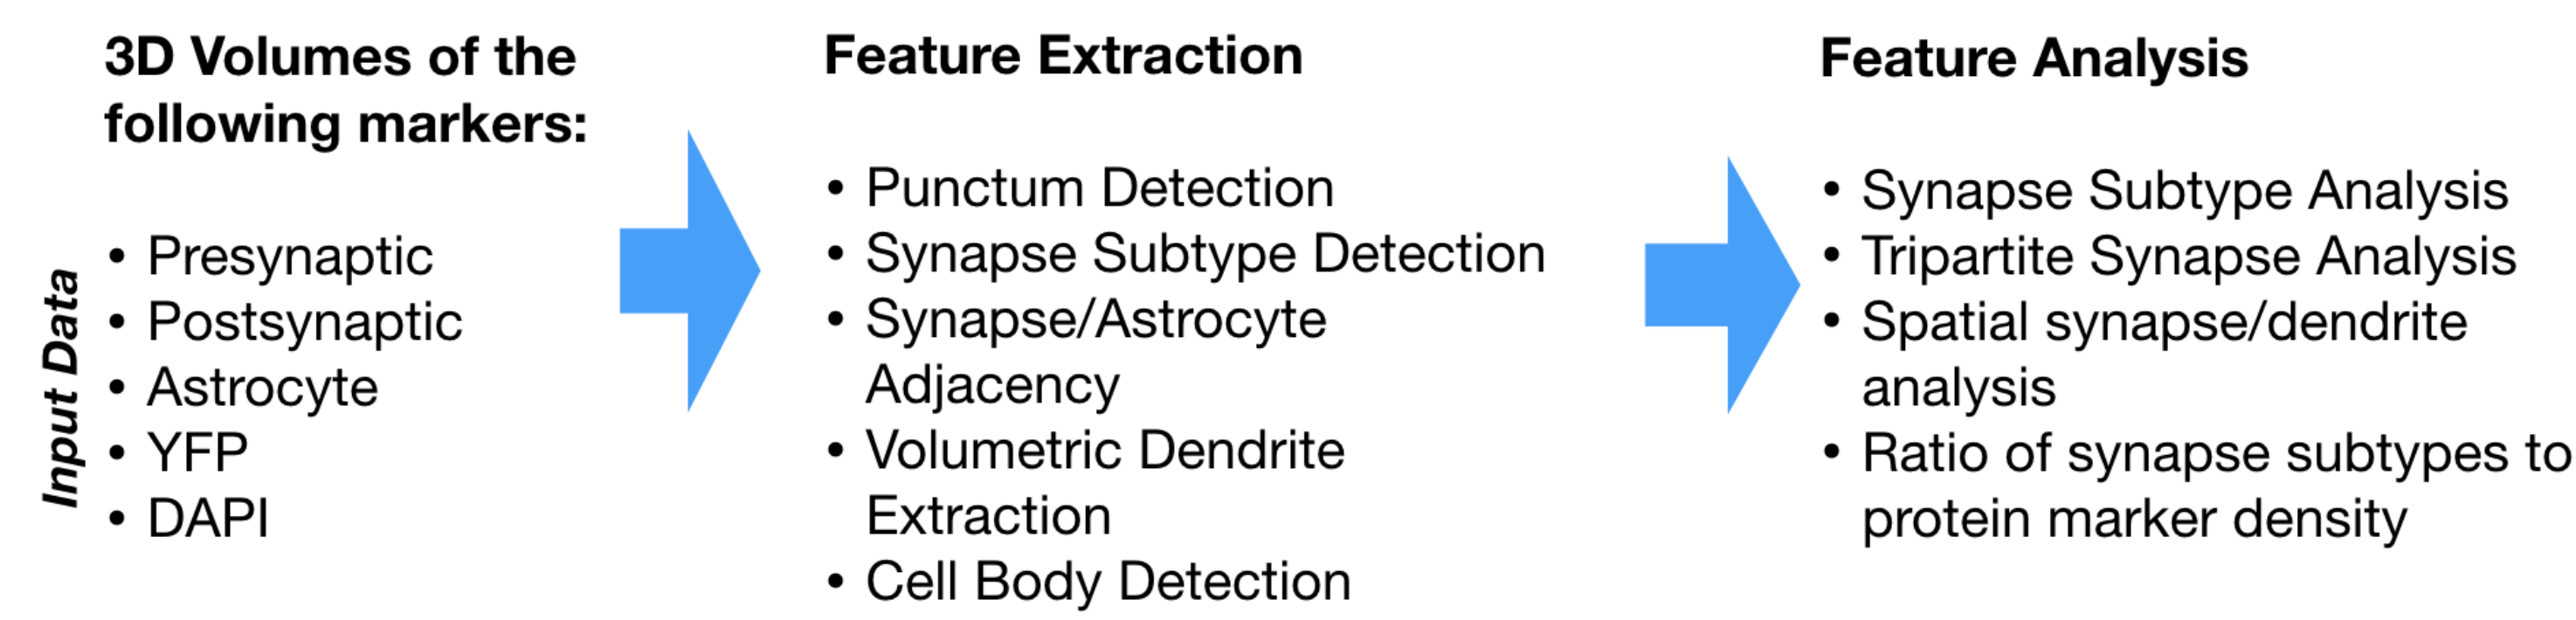 3D Volumes of the
following markers:
Input Data
• Presynaptic
• Postsynaptic
• Astrocyte
• YFP
• DAPI
Feature Extraction
• Punctum Detection
• Synapse Subtype Detection
• Synapse/Astrocyte
Adjacency
• Volumetric Dendrite
Extraction
• Cell Body Detection
Feature Analysis
• Synapse Subtype Analysis
• Tripartite Synapse Analysis
• Spatial synapse/dendrite
analysis
• Ratio of synapse subtypes to
protein marker density